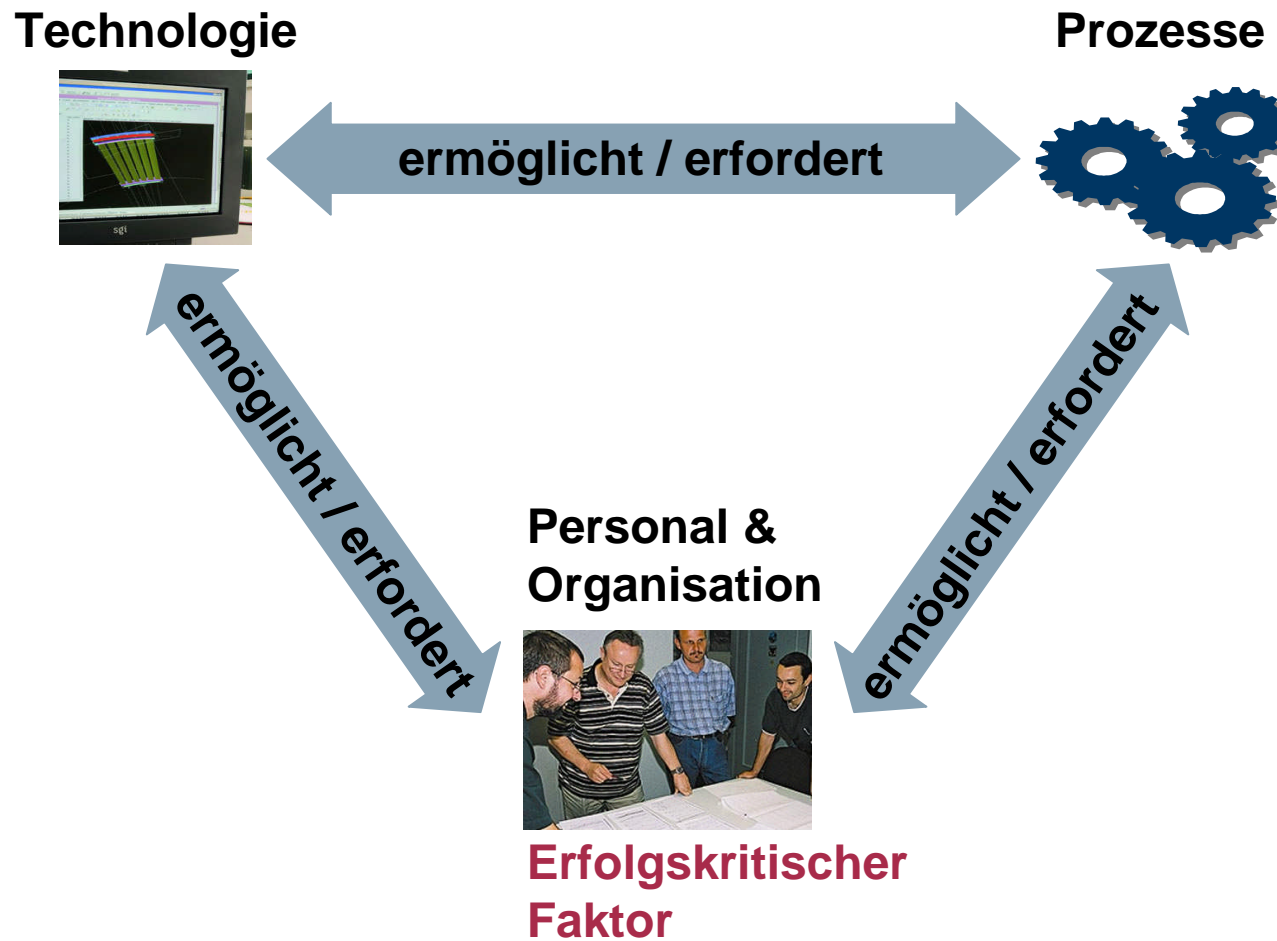 Technologie
Prozesse
ermöglicht / erfordert
sgi
ermöglicht / erfordert
ermöglicht / erfordert
Personal &
Organisation
Erfolgskritischer
Faktor